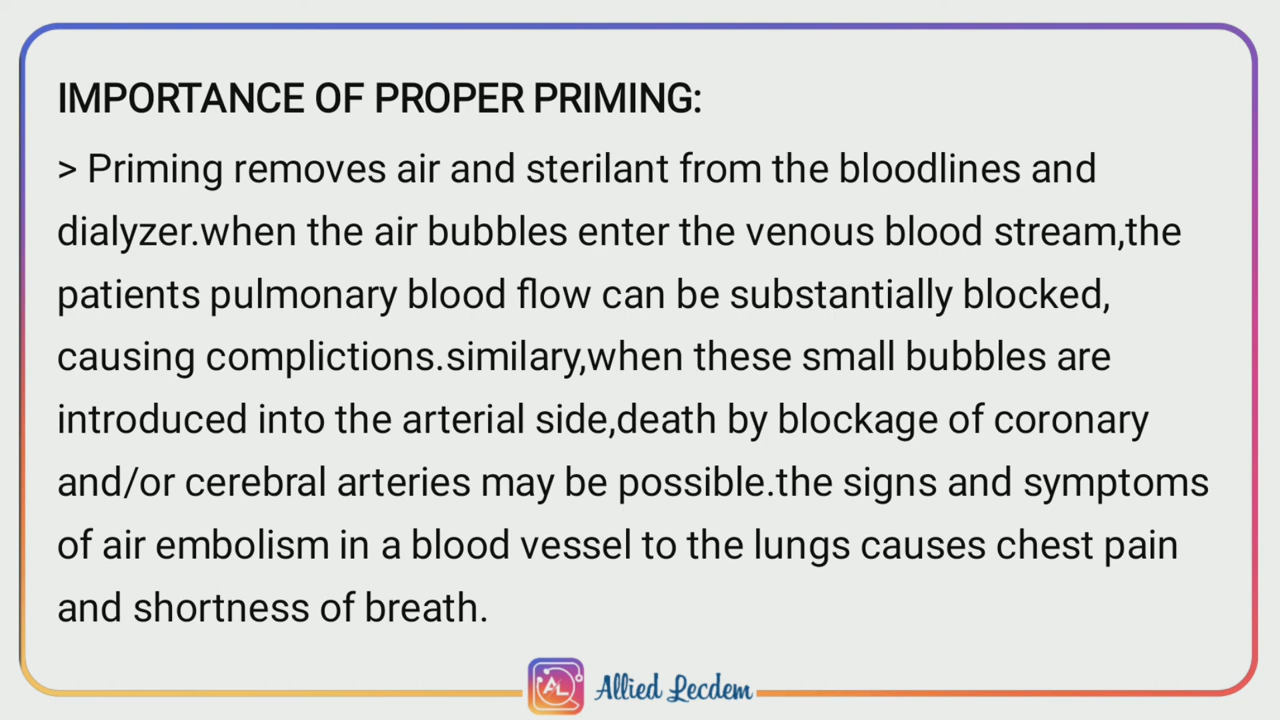 IMPORTANCE OF PROPER PRIMING:
> Priming removes air and sterilant from the bloodlines and
dialyzer.when the air bubbles enter the venous blood stream,the
patients pulmonary blood flow can be substantially blocked,
causing complictions.similary,when these small bubbles are
introduced into the arterial side,death by blockage of coronary
and/or cerebral arteries may be possible.the signs and symptoms
of air embolism in a blood vessel to the lungs causes chest pain
and shortness of breath.
AL Allied Lecdem